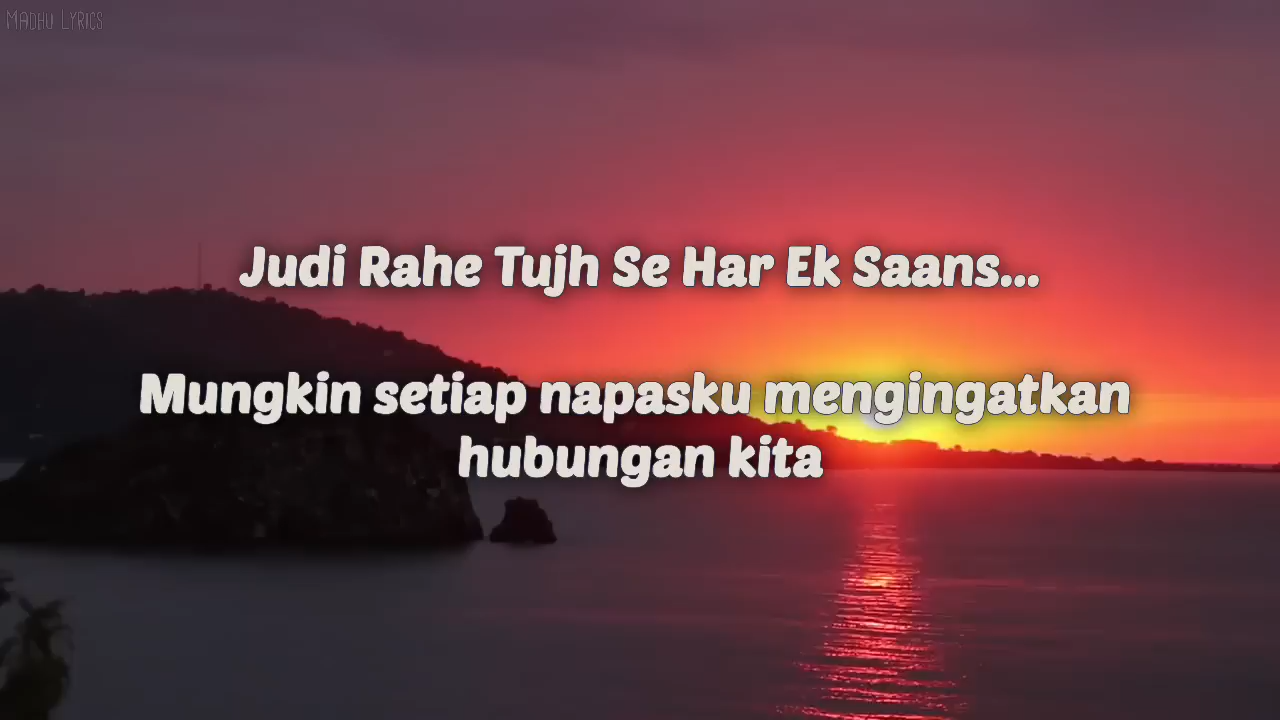 Madhu Lyrics
Judi Rahe Tujh Se Har Ek Saans...
Mungkin setiap napasku mengingatkan
hubungan kita